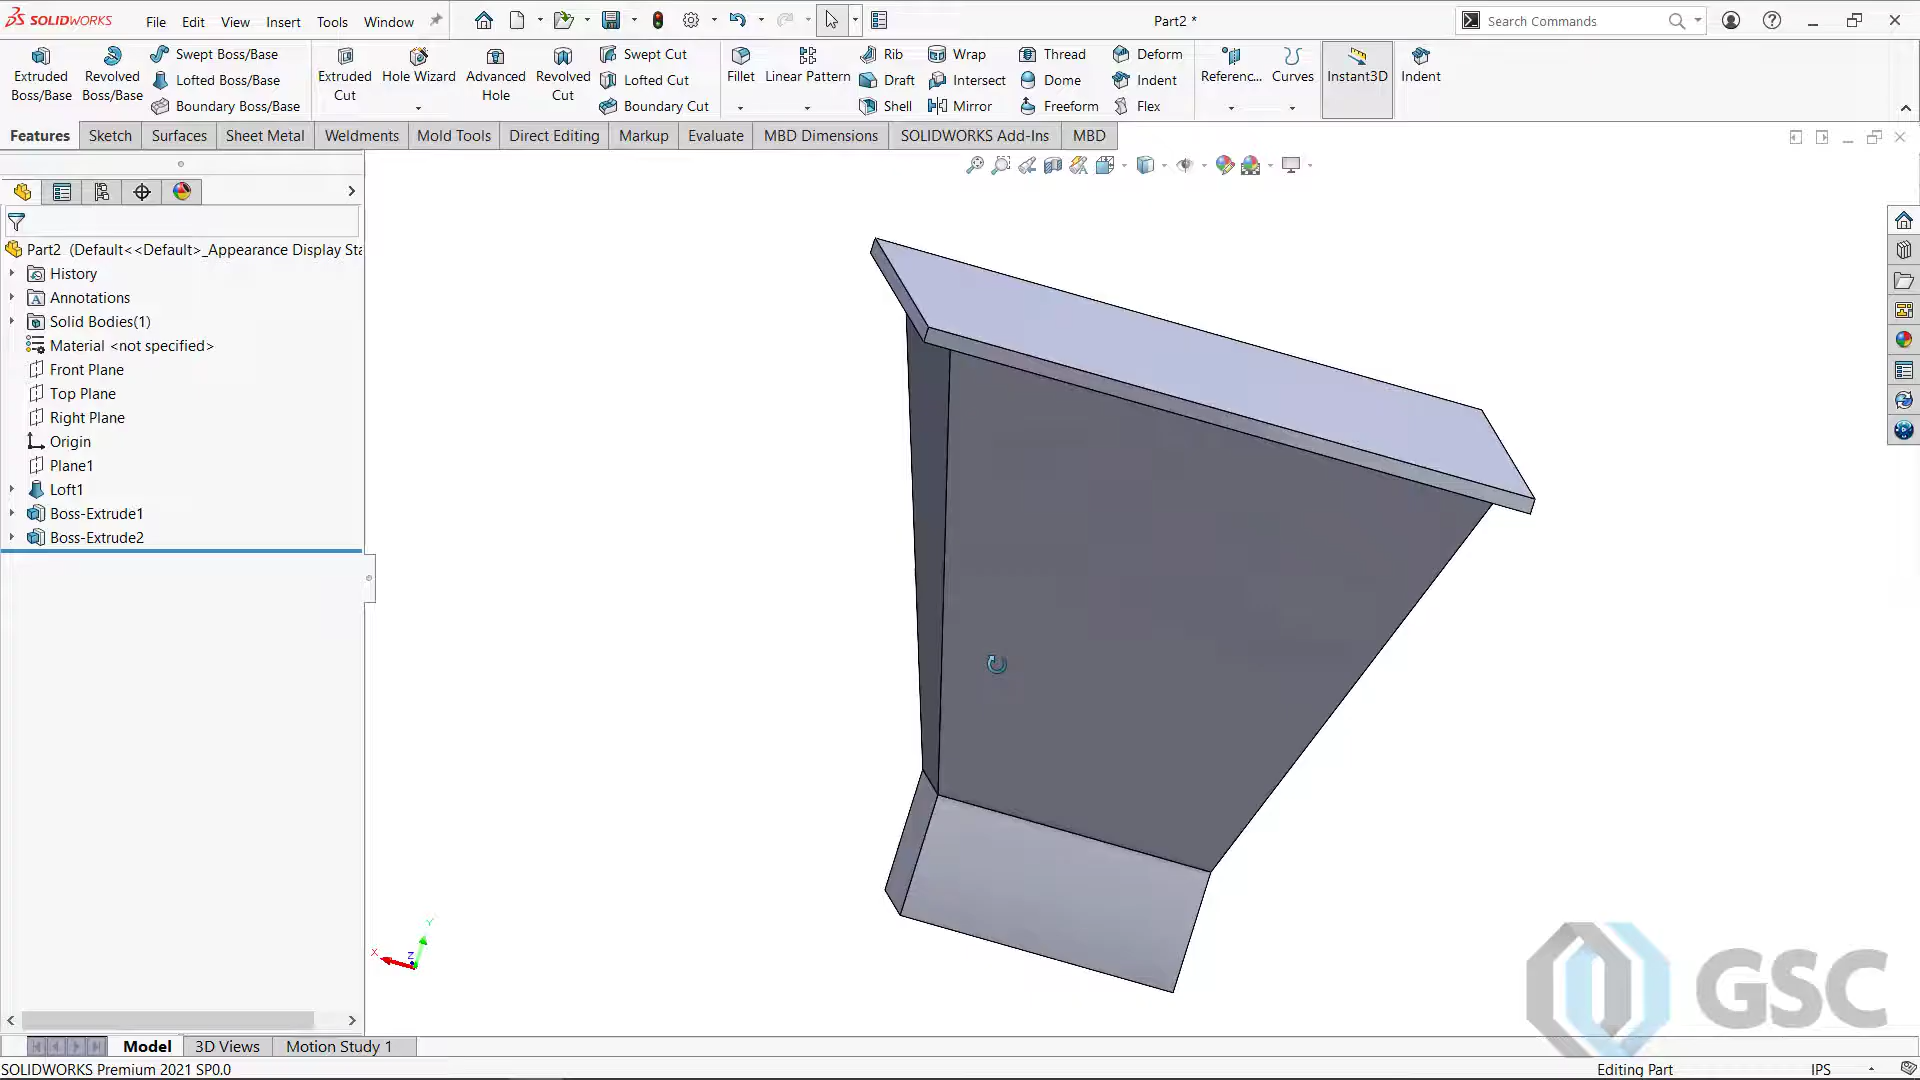 SOLIDWORKS File Edit View Insert Tools Window Part2 * Search Commands
Extruded Boss/Base
Revolved Boss/Base
Swept Boss/Base
Lofted Boss/Base
Boundary Boss/Base
Extruded Cut
Hole Wizard
Advanced Hole
Revolved Cut
Swept Cut
Lofted Cut
Boundary Cut
Fillet
Linear Pattern
Rib
Draft
Shell
Wrap
Intersect
Mirror
Thread
Dome
Freeform
Deform
Indent
Flex
Referenc...
Curves
Instant3D
Indent
Features Sketch Surfaces Sheet Metal Weldments Mold Tools Direct Editing Markup Evaluate MBD Dimensions SOLIDWORKS Add-Ins MBD
Part2 (Default<<Default>_Appearance Display Sta
History
Annotations
Solid Bodies(1)
Material <not specified>
Front Plane
Top Plane
Right Plane
Origin
Plane1
Loft1
Boss-Extrude1
Boss-Extrude2
Y
X
Z
GSC
Model 3D Views Motion Study 1
SOLIDWORKS Premium 2021 SP0.0 Editing Part IPS